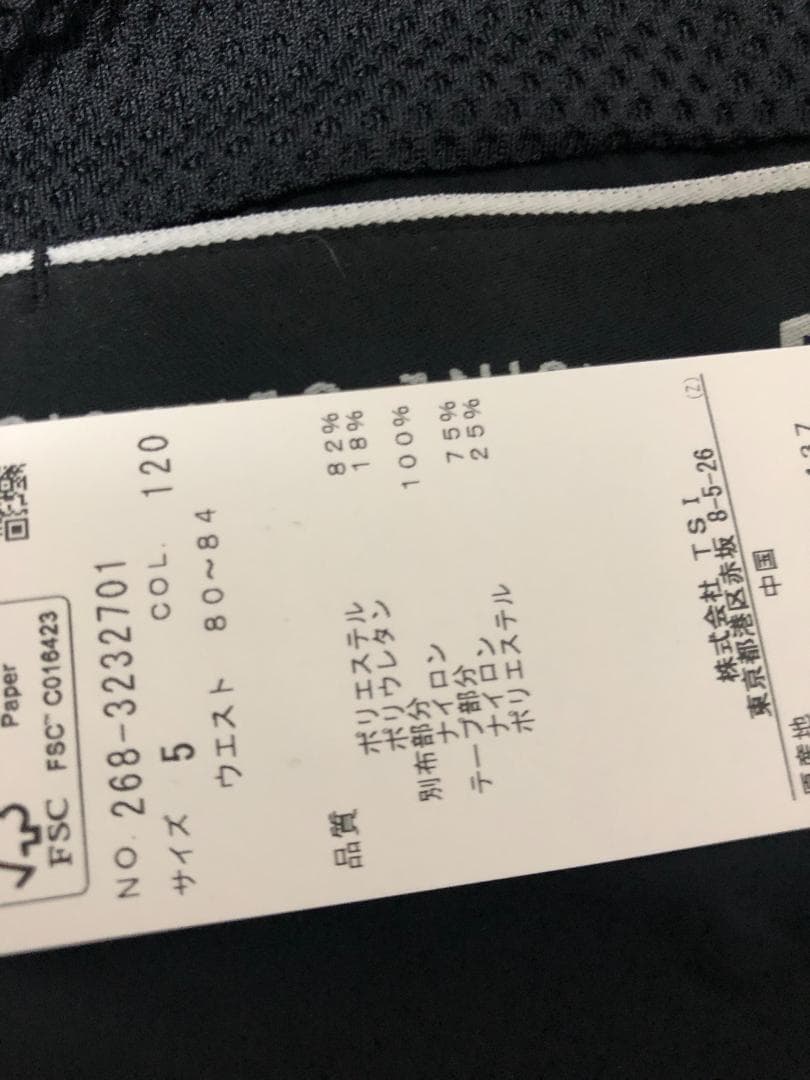 Paper
FSC™ C016423
FSC
NO. 268-3232701
サイズ 5 COL. 120
ウエスト 80~84
品質
ポリエステル 82%
ポリウレタン 18%
別布部分
ナイロン 100%
テープ部分
ナイロン 75%
ポリエステル 25%
株式会社 TSI
東京都港区赤坂 8-5-26
(Z)
原産地 中国